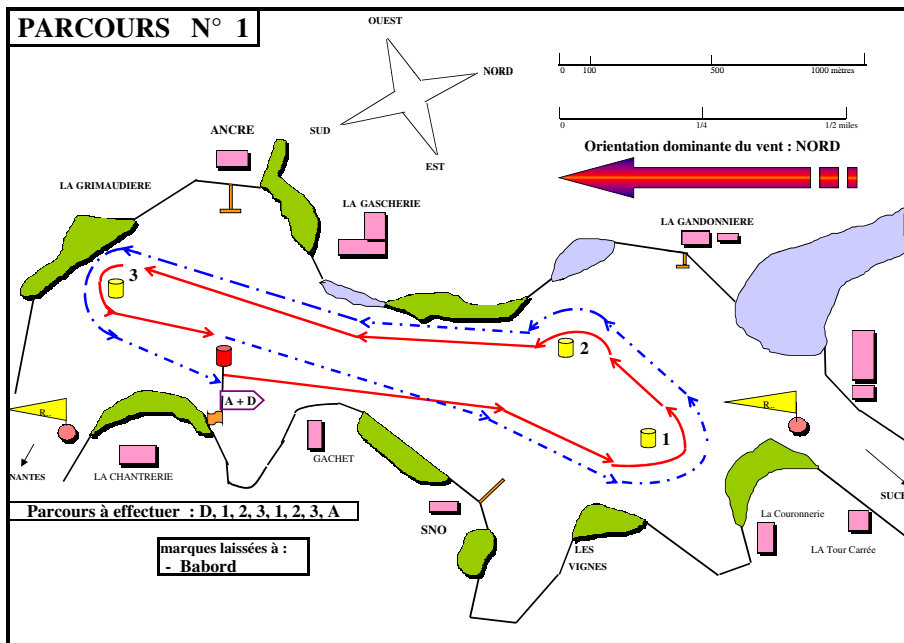 PARCOURS N° 1
OUEST
NORD
SUD
EST
0 100 500 1000 mètres
0 1/4 1/2 miles
Orientation dominante du vent : NORD
ANCRE
LA GRIMAUDIERE
LA GASCHERIE
LA GANDONNIERE
3
2
1
A + D
R..
R..
NANTES
LA CHANTRERIE
GACHET
SNO
LES
VIGNES
La Couronnerie
LA Tour Carrée
SUCE
Parcours à effectuer : D, 1, 2, 3, 1, 2, 3, A
marques laissées à :
- Babord